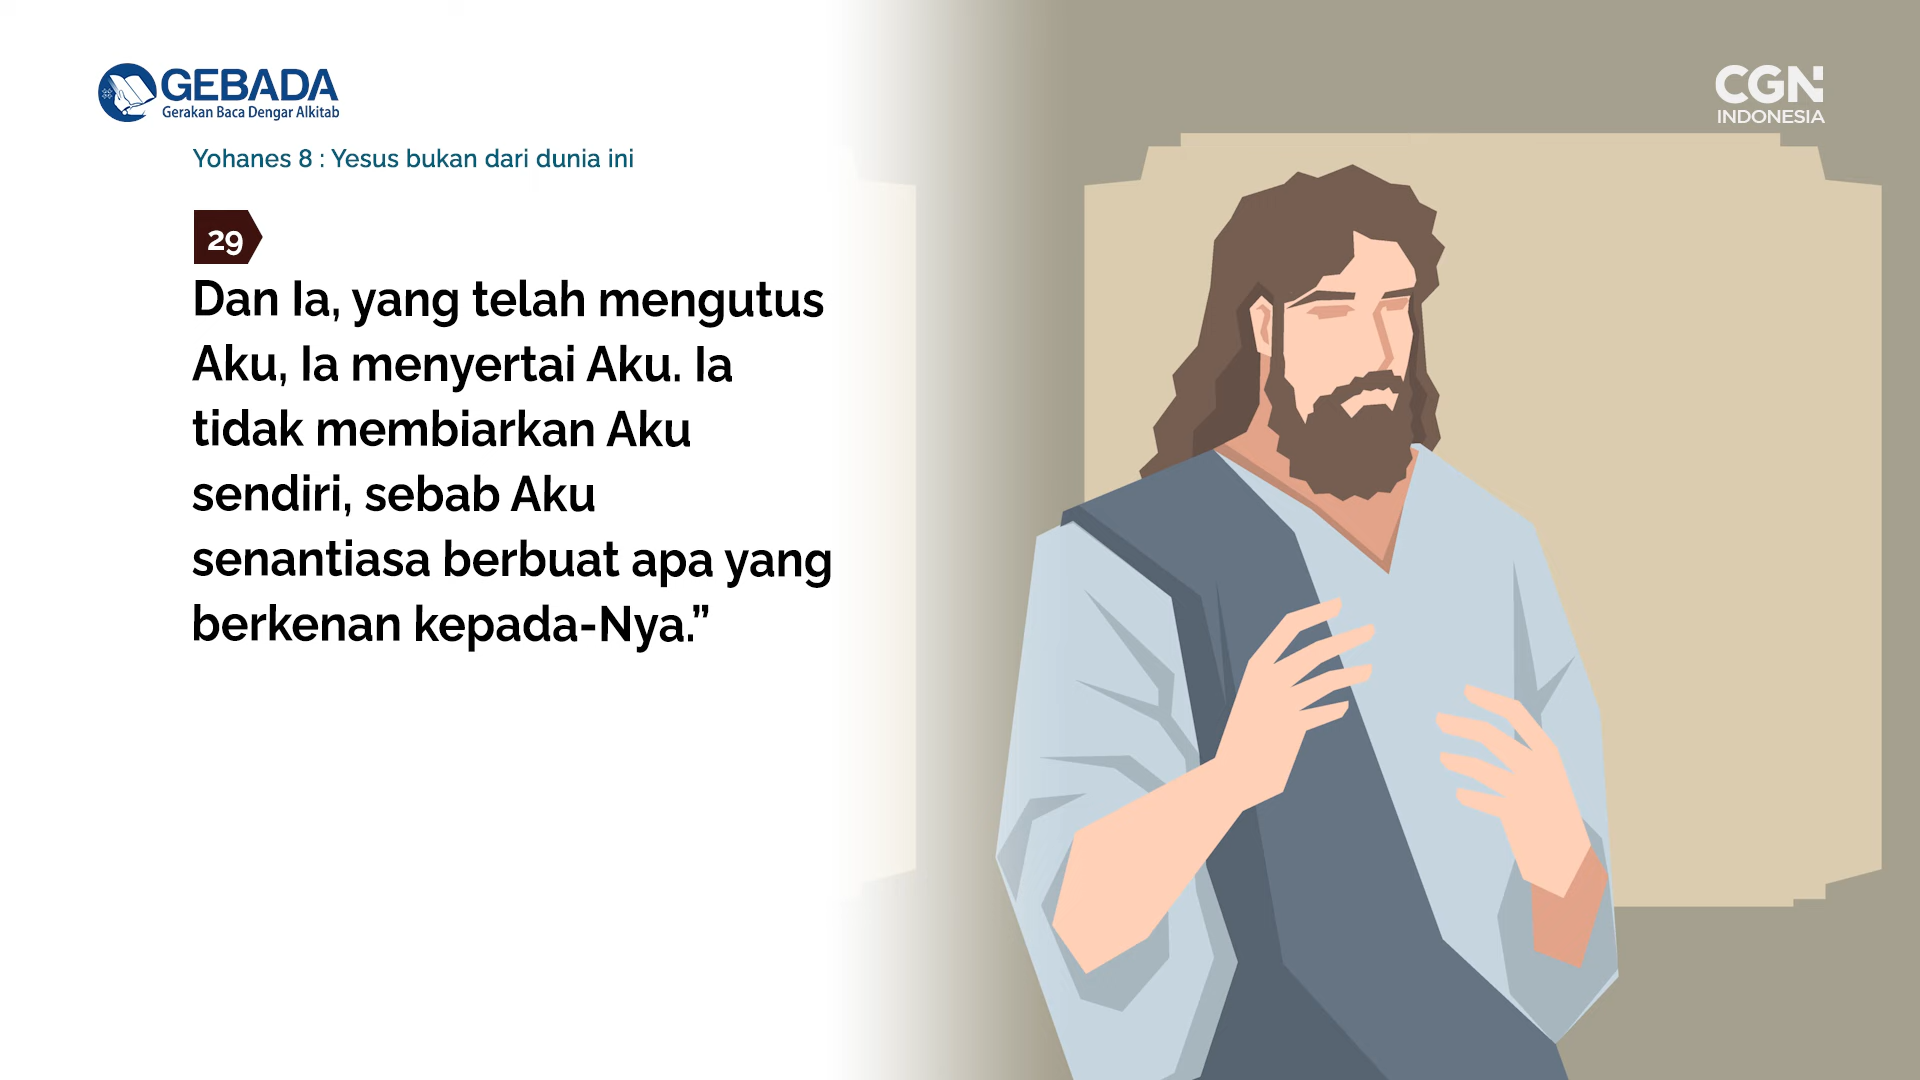 GEBADA
Gerakan Baca Dengar Alkitab
CGN
INDONESIA
Yohanes 8 : Yesus bukan dari dunia ini
29
Dan Ia, yang telah mengutus
Aku, Ia menyertai Aku. Ia
tidak membiarkan Aku
sendiri, sebab Aku
senantiasa berbuat apa yang
berkenan kepada-Nya.”